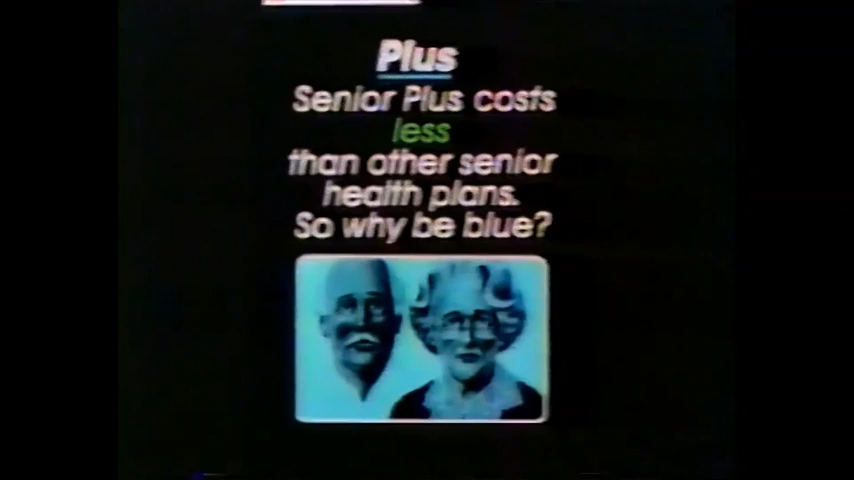 Plus
Senior Plus costs
less
than other senior
health plans.
So why be blue?